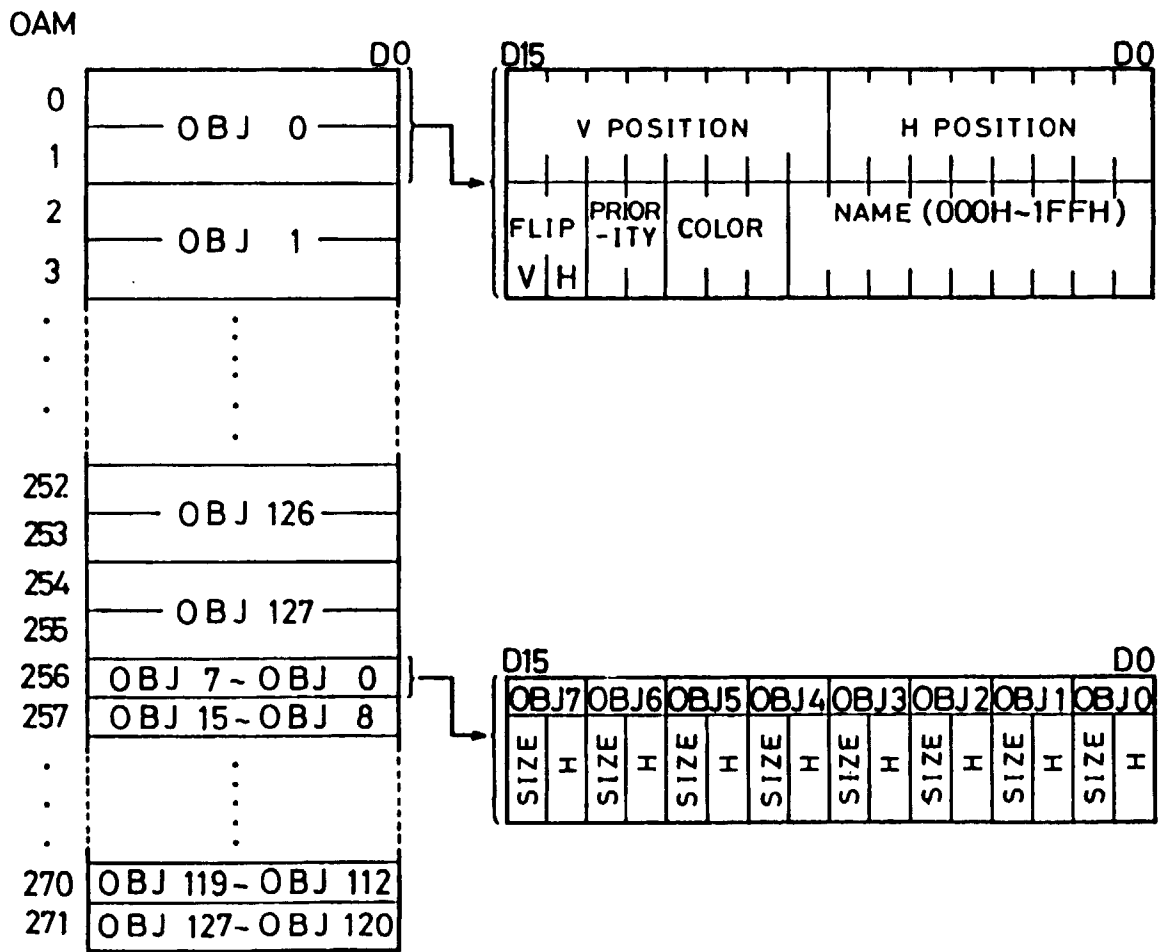 OAM
D0
D15
D0
0
1
OBJ 0
V POSITION
H POSITION
2
3
OBJ 1
FLIP
V
H
PRIOR
-ITY
COLOR
NAME (000H~1FFH)
252
253
OBJ 126
254
255
OBJ 127
256
OBJ 7~OBJ 0
257
OBJ 15~OBJ 8
D15
D0
OBJ7 OBJ6 OBJ5 OBJ4 OBJ3 OBJ2 OBJ1 OBJ0
SIZE H SIZE H SIZE H SIZE H SIZE H SIZE H SIZE H SIZE H
270
OBJ 119~OBJ 112
271
OBJ 127~OBJ 120